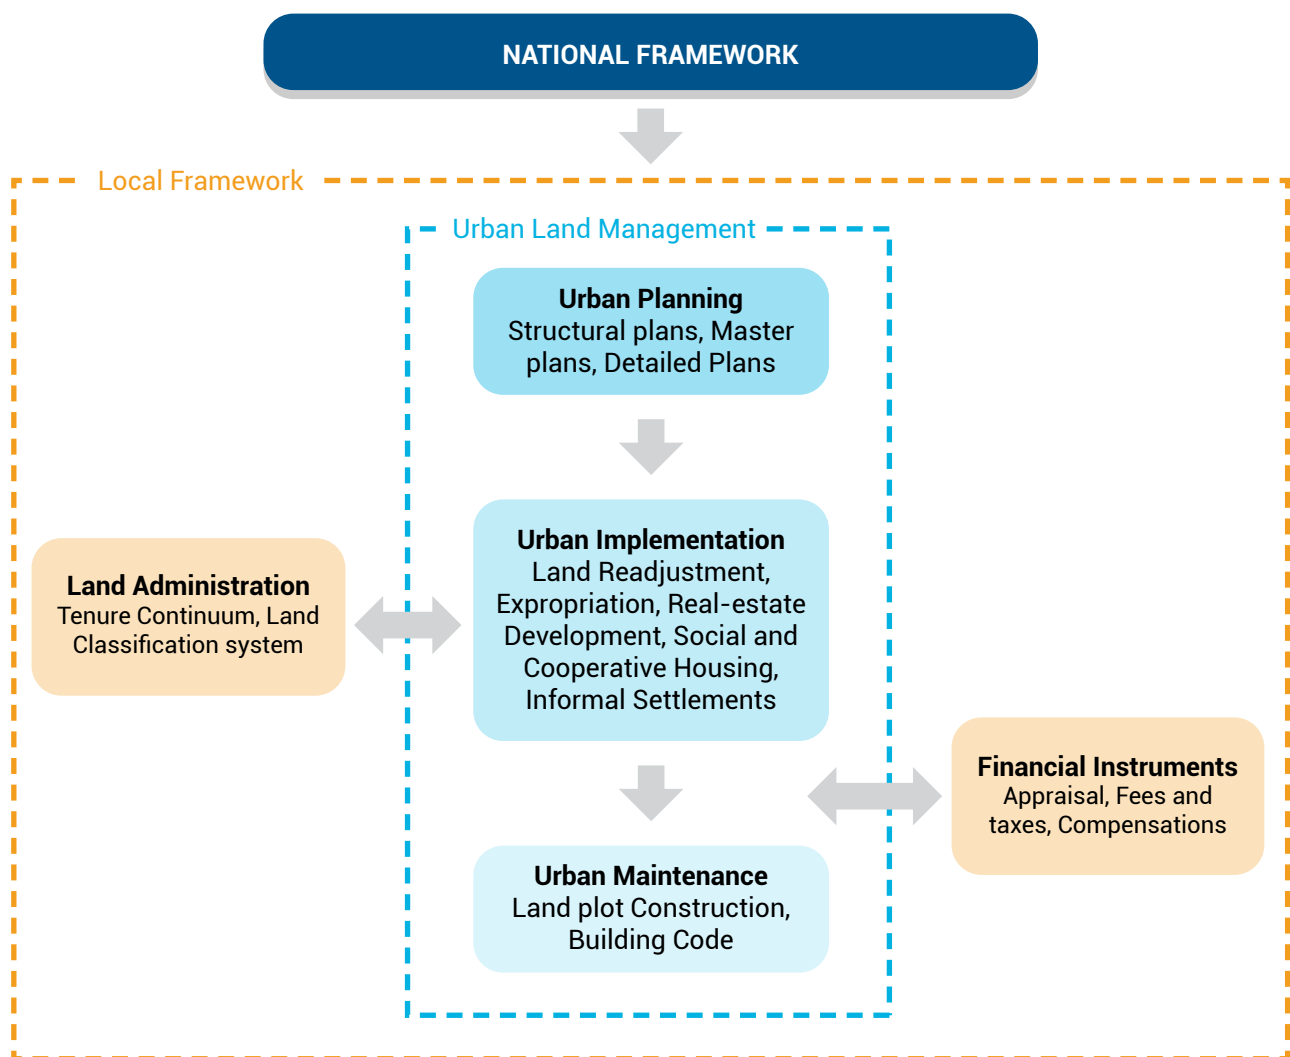 NATIONAL FRAMEWORK
Local Framework
Urban Land Management
Urban Planning
Structural plans, Master
plans, Detailed Plans
Urban Implementation
Land Readjustment,
Expropriation, Real-estate
Development, Social and
Cooperative Housing,
Informal Settlements
Land Administration
Tenure Continuum, Land
Classification system
Financial Instruments
Appraisal, Fees and
taxes, Compensations
Urban Maintenance
Land plot Construction,
Building Code